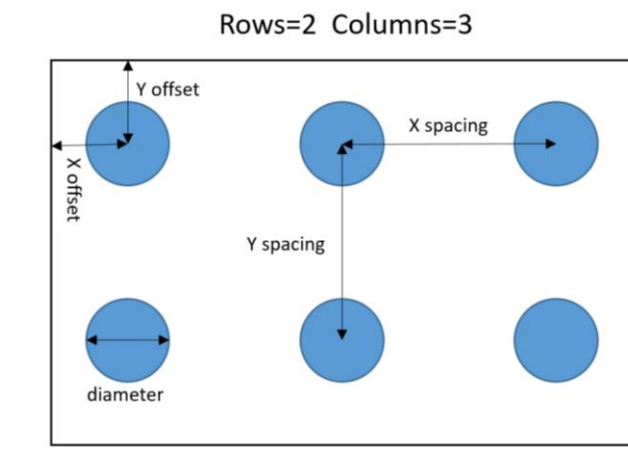 Rows=2 Columns=3
Y offset
X spacing
X offset
Y spacing
diameter